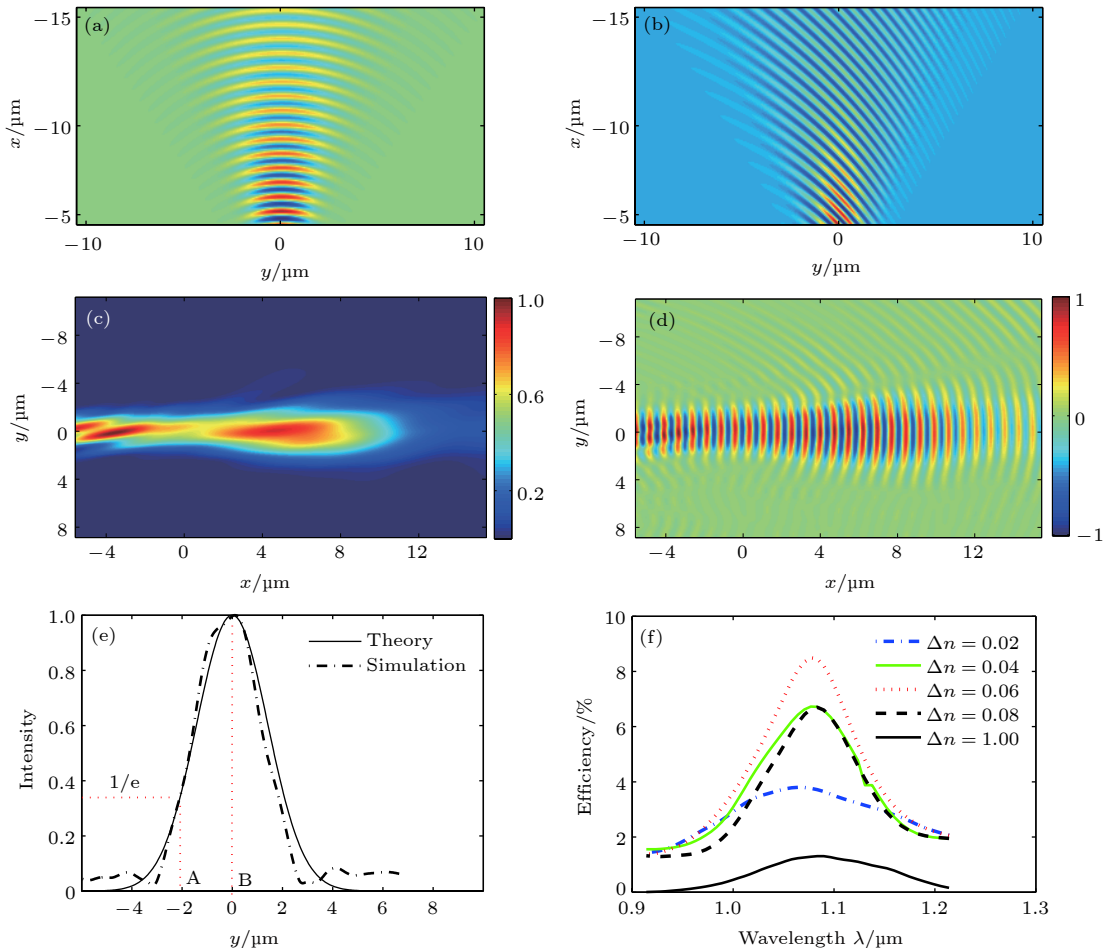 (a)
−15
−10
−5
x/µm
−10
0
10
y/µm
(b)
−15
−10
−5
x/µm
−10
0
10
y/µm
(c)
−8
−4
0
4
8
y/µm
−4
0
4
8
12
x/µm
1.0
0.6
0.2
(d)
−8
−4
0
4
8
y/µm
−4
0
4
8
12
x/µm
1
0
−1
(e)
1.0
0.8
0.6
0.4
0.2
0
Intensity
Theory
Simulation
1/e
A
B
−4
−2
0
2
4
6
8
y/µm
(f)
10
8
6
4
2
0
Efficiency/%
Δn = 0.02
Δn = 0.04
Δn = 0.06
Δn = 0.08
Δn = 1.00
0.9
1.0
1.1
1.2
1.3
Wavelength λ/µm